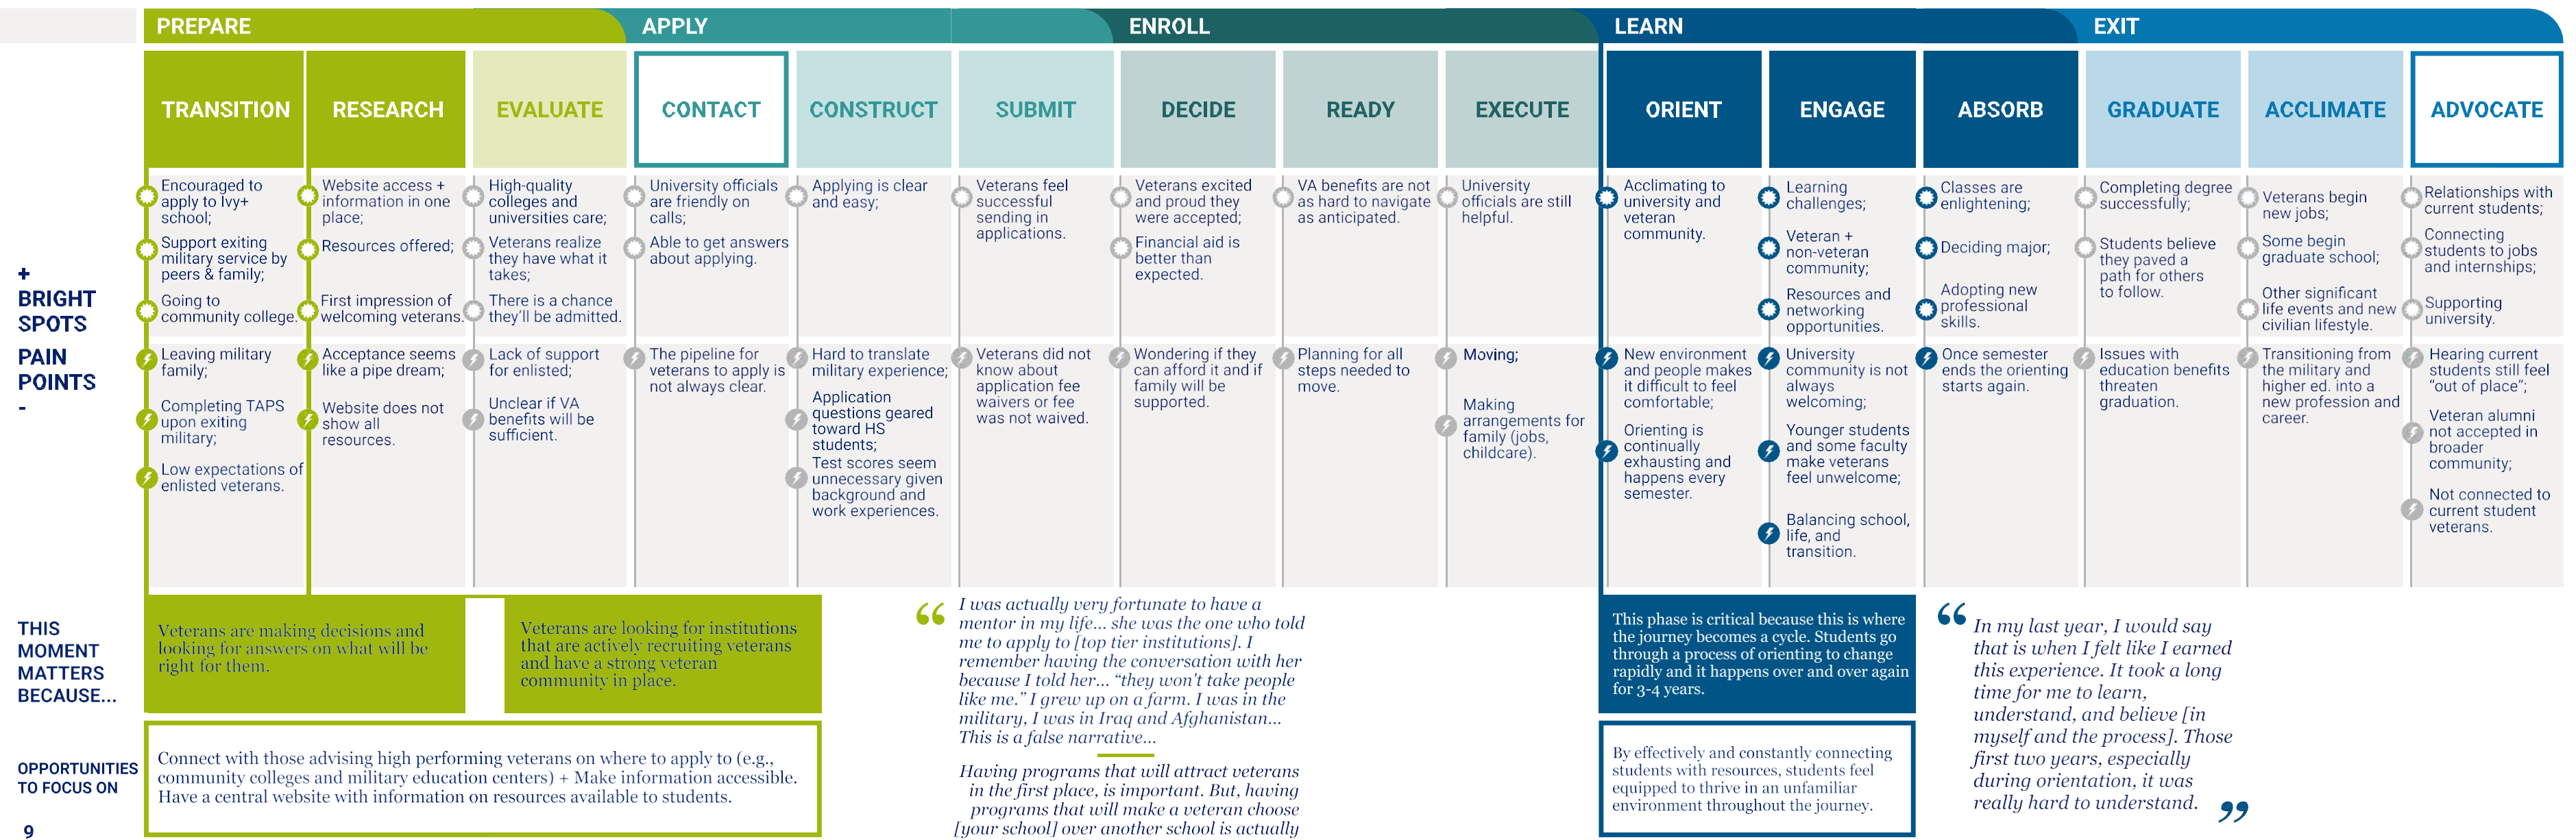 PREPARE
APPLY
ENROLL
LEARN
EXIT
TRANSITION
RESEARCH
EVALUATE
CONTACT
CONSTRUCT
SUBMIT
DECIDE
READY
EXECUTE
ORIENT
ENGAGE
ABSORB
GRADUATE
ACCLIMATE
ADVOCATE
+
BRIGHT
SPOTS
Encouraged to
apply to Ivy+
school;
Support exiting
military service by
peers & family;
Going to
community college.
Website access +
information in one
place;
Resources offered;
First impression of
welcoming veterans.
High-quality
colleges and
universities care;
Veterans realize
they have what it
takes;
There is a chance
they'll be admitted.
University officials
are friendly on
calls;
Able to get answers
about applying.
Applying is clear
and easy;
Veterans feel
successful
sending in
applications.
Veterans excited
and proud they
were accepted;
Financial aid is
better than
expected.
VA benefits are not
as hard to navigate
as anticipated.
University
officials are still
helpful.
Acclimating to
university and
veteran
community.
Learning
challenges;
Veteran +
non-veteran
community;
Resources and
networking
opportunities.
Classes are
enlightening;
Deciding major;
Adopting new
professional
skills.
Completing degree
successfully;
Students believe
they paved a
path for others
to follow.
Veterans begin
new jobs;
Some begin
graduate school;
Other significant
life events and new
civilian lifestyle.
Relationships with
current students;
Connecting
students to jobs
and internships;
Supporting
university.
PAIN
POINTS
-
Leaving military
family;
Completing TAPS
upon exiting
military;
Low expectations of
enlisted veterans.
Acceptance seems
like a pipe dream;
Website does not
show all
resources.
Lack of support
for enlisted;
Unclear if VA
benefits will be
sufficient.
The pipeline for
veterans to apply is
not always clear.
Hard to translate
military experience;
Application
questions geared
toward HS
students;
Test scores seem
unnecessary given
background and
work experiences.
Veterans did not
know about
application fee
waivers or fee
was not waived.
Wondering if they
can afford it and if
family will be
supported.
Planning for all
steps needed to
move.
Moving;
Making
arrangements for
family (jobs,
childcare).
New environment
and people makes
it difficult to feel
comfortable;
Orienting is
continually
exhausting and
happens every
semester.
University
community is not
always
welcoming;
Younger students
and some faculty
make veterans
feel unwelcome;
Balancing school,
life, and
transition.
Once semester
ends the orienting
starts again.
Issues with
education benefits
threaten
graduation.
Transitioning from
the military and
higher ed. into a
new profession and
career.
Hearing current
students still feel
"out of place";
Veteran alumni
not accepted in
broader
community;
Not connected to
current student
veterans.
THIS
MOMENT
MATTERS
BECAUSE...
Veterans are making decisions and
looking for answers on what will be
right for them.
Veterans are looking for institutions
that are actively recruiting veterans
and have a strong veteran
community in place.
“ I was actually very fortunate to have a
mentor in my life... she was the one who told
me to apply to [top tier institutions]. I
remember having the conversation with her
because I told her... “they won't take people
like me.” I grew up on a farm. I was in the
military, I was in Iraq and Afghanistan...
This is a false narrative...
Having programs that will attract veterans
in the first place, is important. But, having
programs that will make a veteran choose
[your school] over another school is actually
This phase is critical because this is where
the journey becomes a cycle. Students go
through a process of orienting to change
rapidly and it happens over and over again
for 3-4 years.
“ In my last year, I would say
that is when I felt like I earned
this experience. It took a long
time for me to learn,
understand, and believe [in
myself and the process]. Those
first two years, especially
during orientation, it was
really hard to understand. ”
OPPORTUNITIES
TO FOCUS ON
Connect with those advising high performing veterans on where to apply to (e.g.,
community colleges and military education centers) + Make information accessible.
Have a central website with information on resources available to students.
By effectively and constantly connecting
students with resources, students feel
equipped to thrive in an unfamiliar
environment throughout the journey.
9